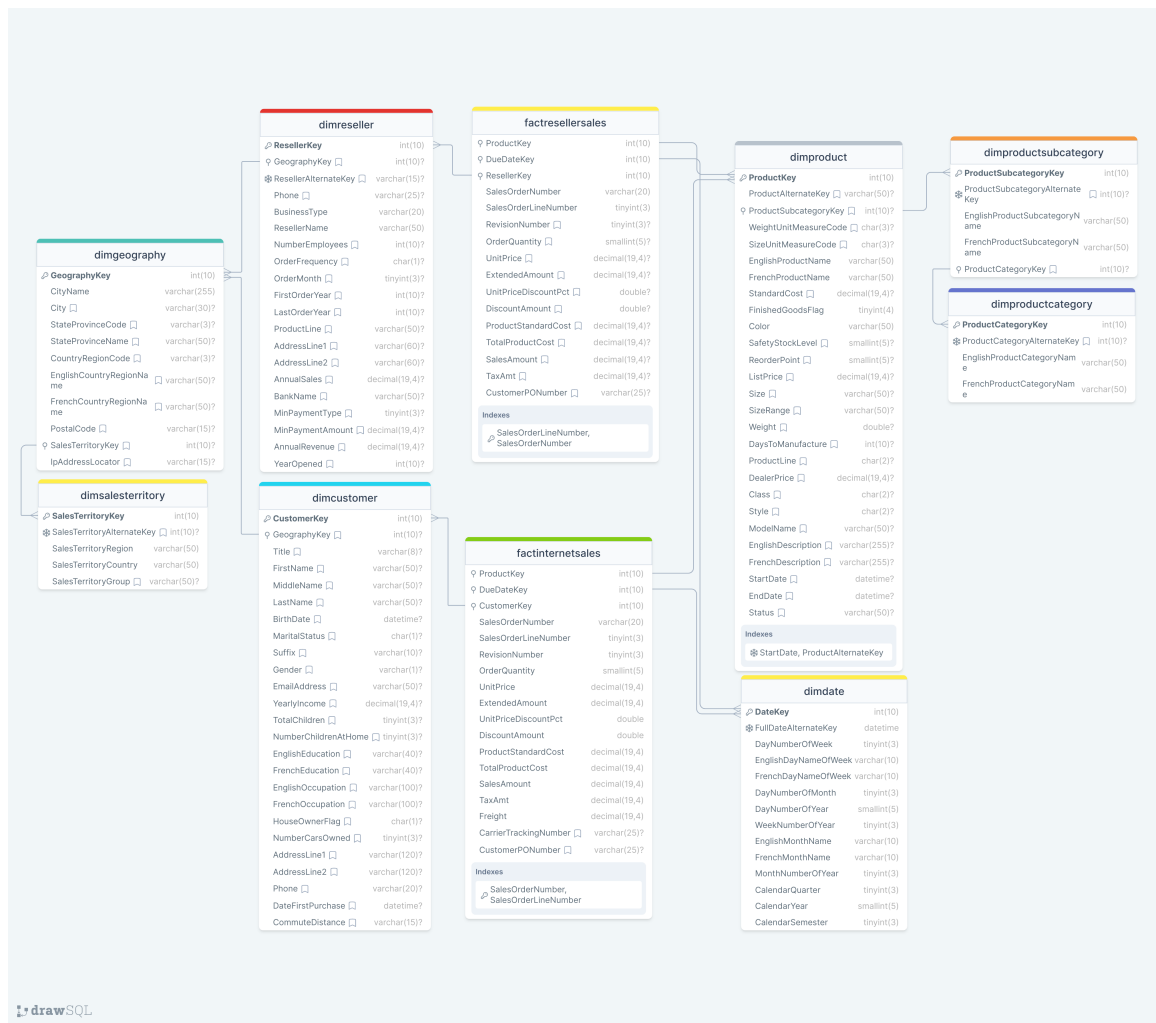 dimreseller
ResellerKey int(10)
GeographyKey int(10)?
ResellerAlternateKey varchar(15)?
Phone varchar(25)?
BusinessType varchar(20)
ResellerName varchar(50)
NumberEmployees int(10)?
OrderFrequency char(1)?
OrderMonth tinyint(3)?
FirstOrderYear int(10)?
LastOrderYear int(10)?
ProductLine varchar(50)?
AddressLine1 varchar(60)?
AddressLine2 varchar(60)?
AnnualSales decimal(19,4)?
BankName varchar(50)?
MinPaymentType tinyint(3)?
MinPaymentAmount decimal(19,4)?
AnnualRevenue decimal(19,4)?
YearOpened int(10)?
factresellersales
ProductKey int(10)
DueDateKey int(10)
ResellerKey int(10)
SalesOrderNumber varchar(20)
SalesOrderLineNumber tinyint(3)
RevisionNumber tinyint(3)?
OrderQuantity smallint(5)?
UnitPrice decimal(19,4)?
ExtendedAmount decimal(19,4)?
UnitPriceDiscountPct double?
DiscountAmount double?
ProductStandardCost decimal(19,4)?
TotalProductCost decimal(19,4)?
SalesAmount decimal(19,4)?
TaxAmt decimal(19,4)?
CustomerPONumber varchar(25)?
Indexes
SalesOrderLineNumber,
SalesOrderNumber
dimproduct
ProductKey int(10)
ProductAlternateKey varchar(50)?
ProductSubcategoryKey int(10)?
WeightUnitMeasureCode char(3)?
SizeUnitMeasureCode char(3)?
EnglishProductName varchar(50)
FrenchProductName varchar(50)
StandardCost decimal(19,4)?
FinishedGoodsFlag tinyint(4)
Color varchar(50)
SafetyStockLevel smallint(5)?
ReorderPoint smallint(5)?
ListPrice decimal(19,4)?
Size varchar(50)?
SizeRange varchar(50)?
Weight double?
DaysToManufacture int(10)?
ProductLine char(2)?
DealerPrice decimal(19,4)?
Class char(2)?
Style char(2)?
ModelName varchar(50)?
EnglishDescription varchar(255)?
FrenchDescription varchar(255)?
StartDate datetime?
EndDate datetime?
Status varchar(50)?
Indexes
StartDate, ProductAlternateKey
dimproductsubcategory
ProductSubcategoryKey int(10)
ProductSubcategoryAlternate
Key int(10)?
EnglishProductSubcategoryN
ame varchar(50)
FrenchProductSubcategoryN
ame varchar(50)
ProductCategoryKey int(10)?
dimproductcategory
ProductCategoryKey int(10)
ProductCategoryAlternateKey int(10)?
EnglishProductCategoryNam
e varchar(50)
FrenchProductCategoryNam
e varchar(50)
dimgeography
GeographyKey int(10)
CityName varchar(255)
City varchar(30)?
StateProvinceCode varchar(3)?
StateProvinceName varchar(50)?
CountryRegionCode varchar(3)?
EnglishCountryRegionNa
me varchar(50)?
FrenchCountryRegionNa
me varchar(50)?
PostalCode varchar(15)?
SalesTerritoryKey int(10)?
IpAddressLocator varchar(15)?
dimsalesterritory
SalesTerritoryKey int(10)
SalesTerritoryAlternateKey int(10)?
SalesTerritoryRegion varchar(50)
SalesTerritoryCountry varchar(50)
SalesTerritoryGroup varchar(50)?
dimcustomer
CustomerKey int(10)
GeographyKey int(10)?
Title varchar(8)?
FirstName varchar(50)?
MiddleName varchar(50)?
LastName varchar(50)?
BirthDate datetime?
MaritalStatus char(1)?
Suffix varchar(10)?
Gender varchar(1)?
EmailAddress varchar(50)?
YearlyIncome decimal(19,4)?
TotalChildren tinyint(3)?
NumberChildrenAtHome tinyint(3)?
EnglishEducation varchar(40)?
FrenchEducation varchar(40)?
EnglishOccupation varchar(100)?
FrenchOccupation varchar(100)?
HouseOwnerFlag char(1)?
NumberCarsOwned tinyint(3)?
AddressLine1 varchar(120)?
AddressLine2 varchar(120)?
Phone varchar(20)?
DateFirstPurchase datetime?
CommuteDistance varchar(15)?
factinternetsales
ProductKey int(10)
DueDateKey int(10)
CustomerKey int(10)
SalesOrderNumber varchar(20)
SalesOrderLineNumber tinyint(3)
RevisionNumber tinyint(3)
OrderQuantity smallint(5)
UnitPrice decimal(19,4)
ExtendedAmount decimal(19,4)
UnitPriceDiscountPct double
DiscountAmount double
ProductStandardCost decimal(19,4)
TotalProductCost decimal(19,4)
SalesAmount decimal(19,4)
TaxAmt decimal(19,4)
Freight decimal(19,4)
CarrierTrackingNumber varchar(25)?
CustomerPONumber varchar(25)?
Indexes
SalesOrderNumber,
SalesOrderLineNumber
dimdate
DateKey int(10)
FullDateAlternateKey datetime
DayNumberOfWeek tinyint(3)
EnglishDayNameOfWeek varchar(10)
FrenchDayNameOfWeek varchar(10)
DayNumberOfMonth tinyint(3)
DayNumberOfYear smallint(5)
WeekNumberOfYear tinyint(3)
EnglishMonthName varchar(10)
FrenchMonthName varchar(10)
MonthNumberOfYear tinyint(3)
CalendarQuarter tinyint(3)
CalendarYear smallint(5)
CalendarSemester tinyint(3)
drawSQL